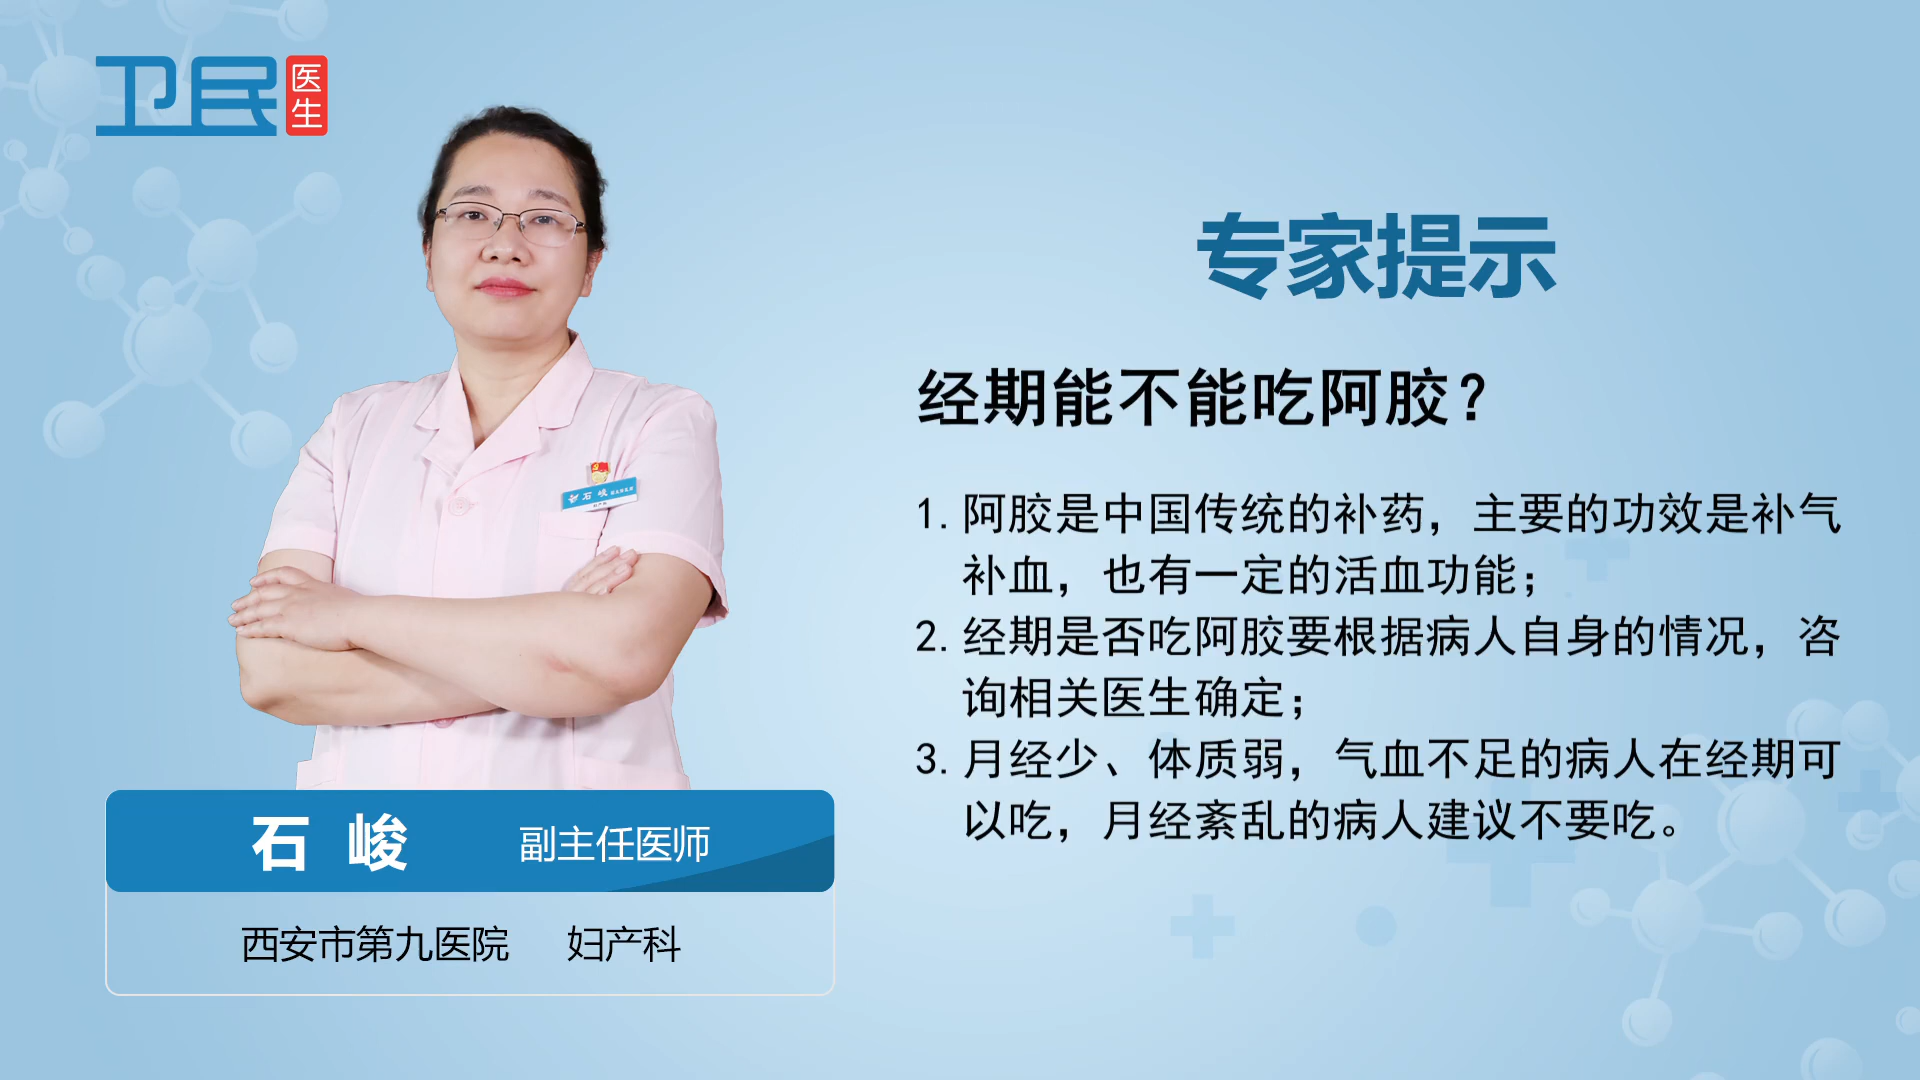 卫民
医生
专家提示
经期能不能吃阿胶？
1. 阿胶是中国传统的补药，主要的功效是补气
补血，也有一定的活血功能；
2. 经期是否吃阿胶要根据病人自身的情况，咨
询相关医生确定；
3. 月经少、体质弱，气血不足的病人在经期可
以吃，月经紊乱的病人建议不要吃。
石峻
石 峻 副主任医师
西安市第九医院 妇产科